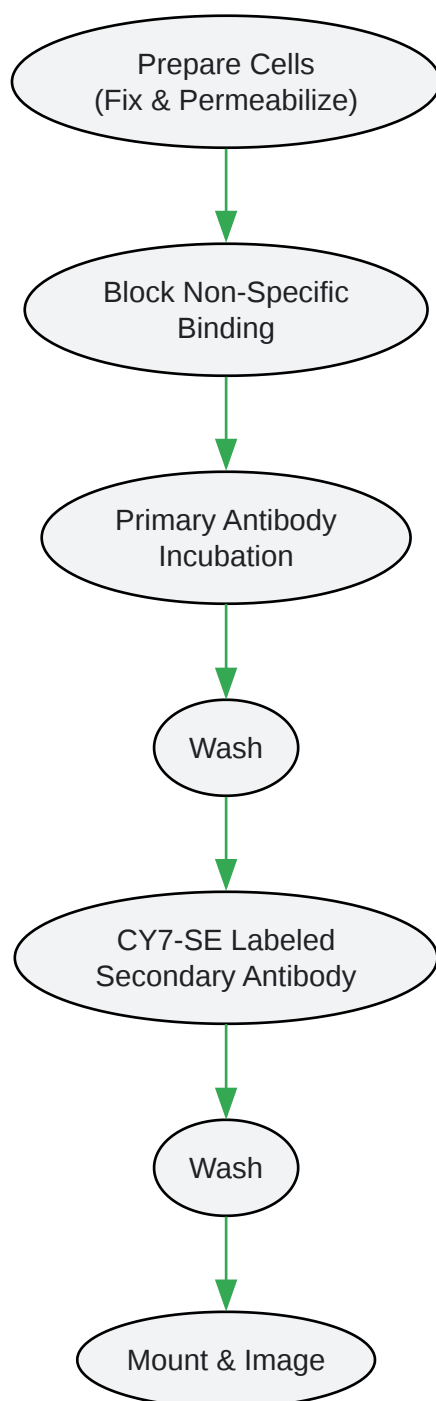 Prepare Cells
(Fix & Permeabilize)
Block Non-Specific
Binding
Primary Antibody
Incubation
Wash
CY7-SE Labeled
Secondary Antibody
Wash
Mount & Image